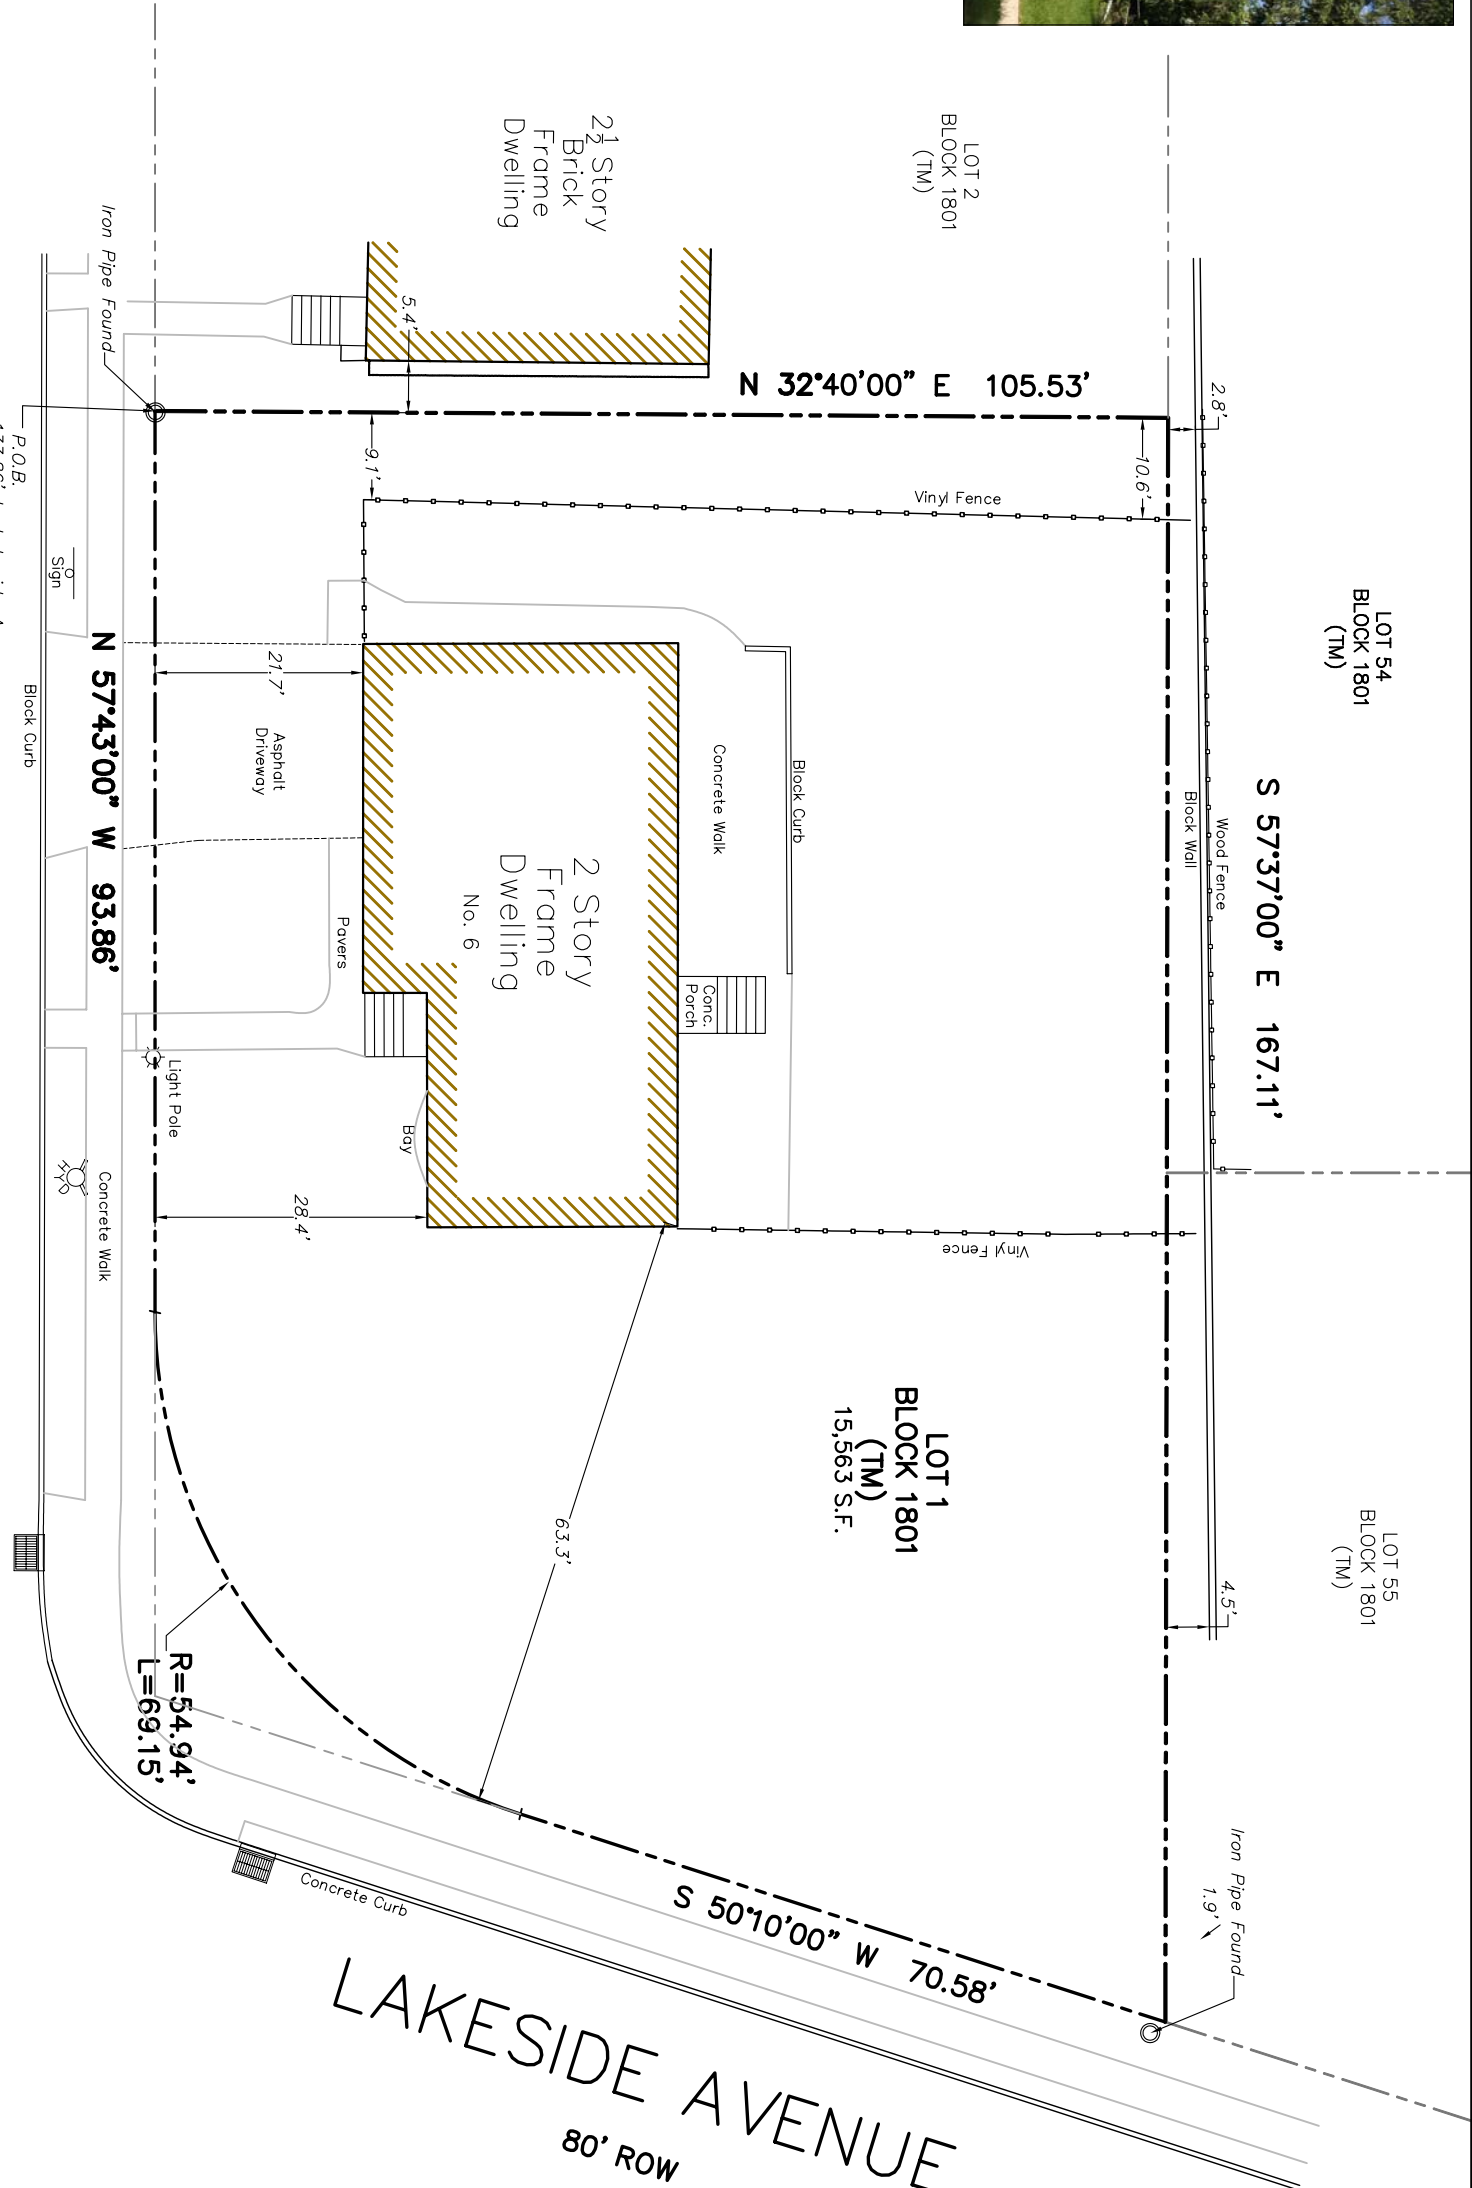 LOT 2
BLOCK 1801
(TM)
2½ Story
Brick
Frame
Dwelling
Iron Pipe Found
5.4'
N 32°40'00" E 105.53'
2.8'
9.1'
10.6'
Vinyl Fence
P.O.B.
Sign
LOT 54
BLOCK 1801
(TM)
S 57°37'00" E 167.11'
Wood Fence
Block Wall
Block Curb
Concrete Walk
21.7'
Asphalt
Driveway
N 57°43'00" W 93.86'
Block Curb
2 Story
Frame
Dwelling
No. 6
Pavers
Conc.
Porch
Light Pole
Bay
HYD
Concrete Walk
28.4'
Vinyl Fence
LOT 1
BLOCK 1801
(TM)
15,563 S.F.
63.3'
LOT 55
BLOCK 1801
(TM)
4.5'
R=54.94'
L=69.15'
Iron Pipe Found
1.9'
Concrete Curb
S 50°10'00" W 70.58'
LAKESIDE AVENUE
80' ROW